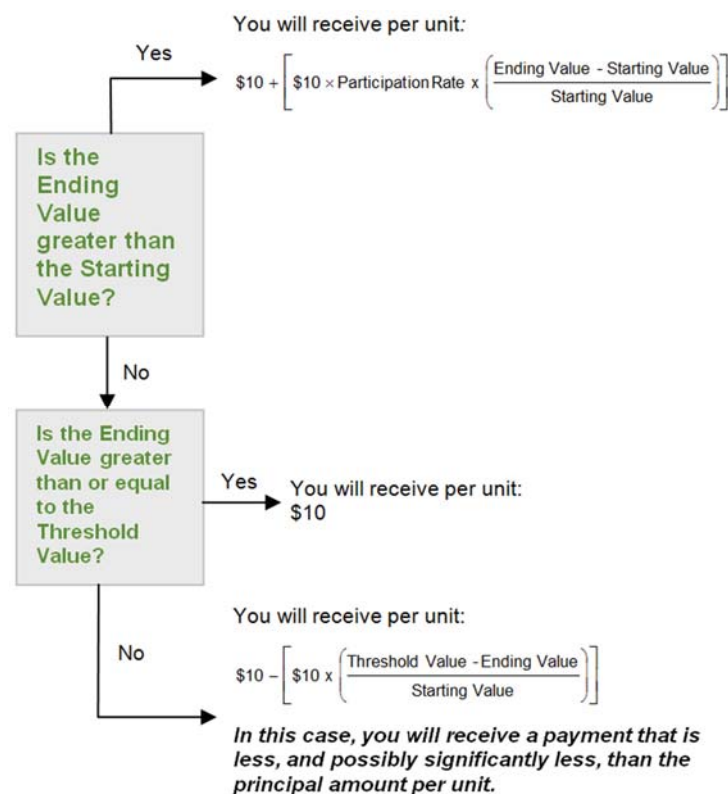 You will receive per unit:
Yes
$10 + [ $10 × Participation Rate x ( Ending Value - Starting Value / Starting Value ) ]
Is the
Ending
Value
greater than
the Starting
Value?
No
Is the Ending
Value greater
than or equal
to the
Threshold
Value?
Yes
You will receive per unit:
$10
You will receive per unit:
No
$10 – [ $10 x ( Threshold Value - Ending Value / Starting Value ) ]
In this case, you will receive a payment that is
less, and possibly significantly less, than the
principal amount per unit.